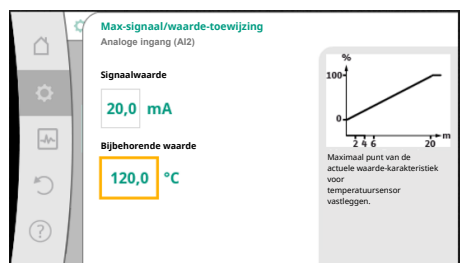 Max-signaal/waarde-toewijzing
Analoge ingang (AI2)
Signaalwaarde
20,0 mA
Bijbehorende waarde
120,0 °C
%
100
0
2 4 6 20 m
Maximaal punt van de
actuele waarde-karakteristiek
voor
temperatuursensor
vastleggen.
?